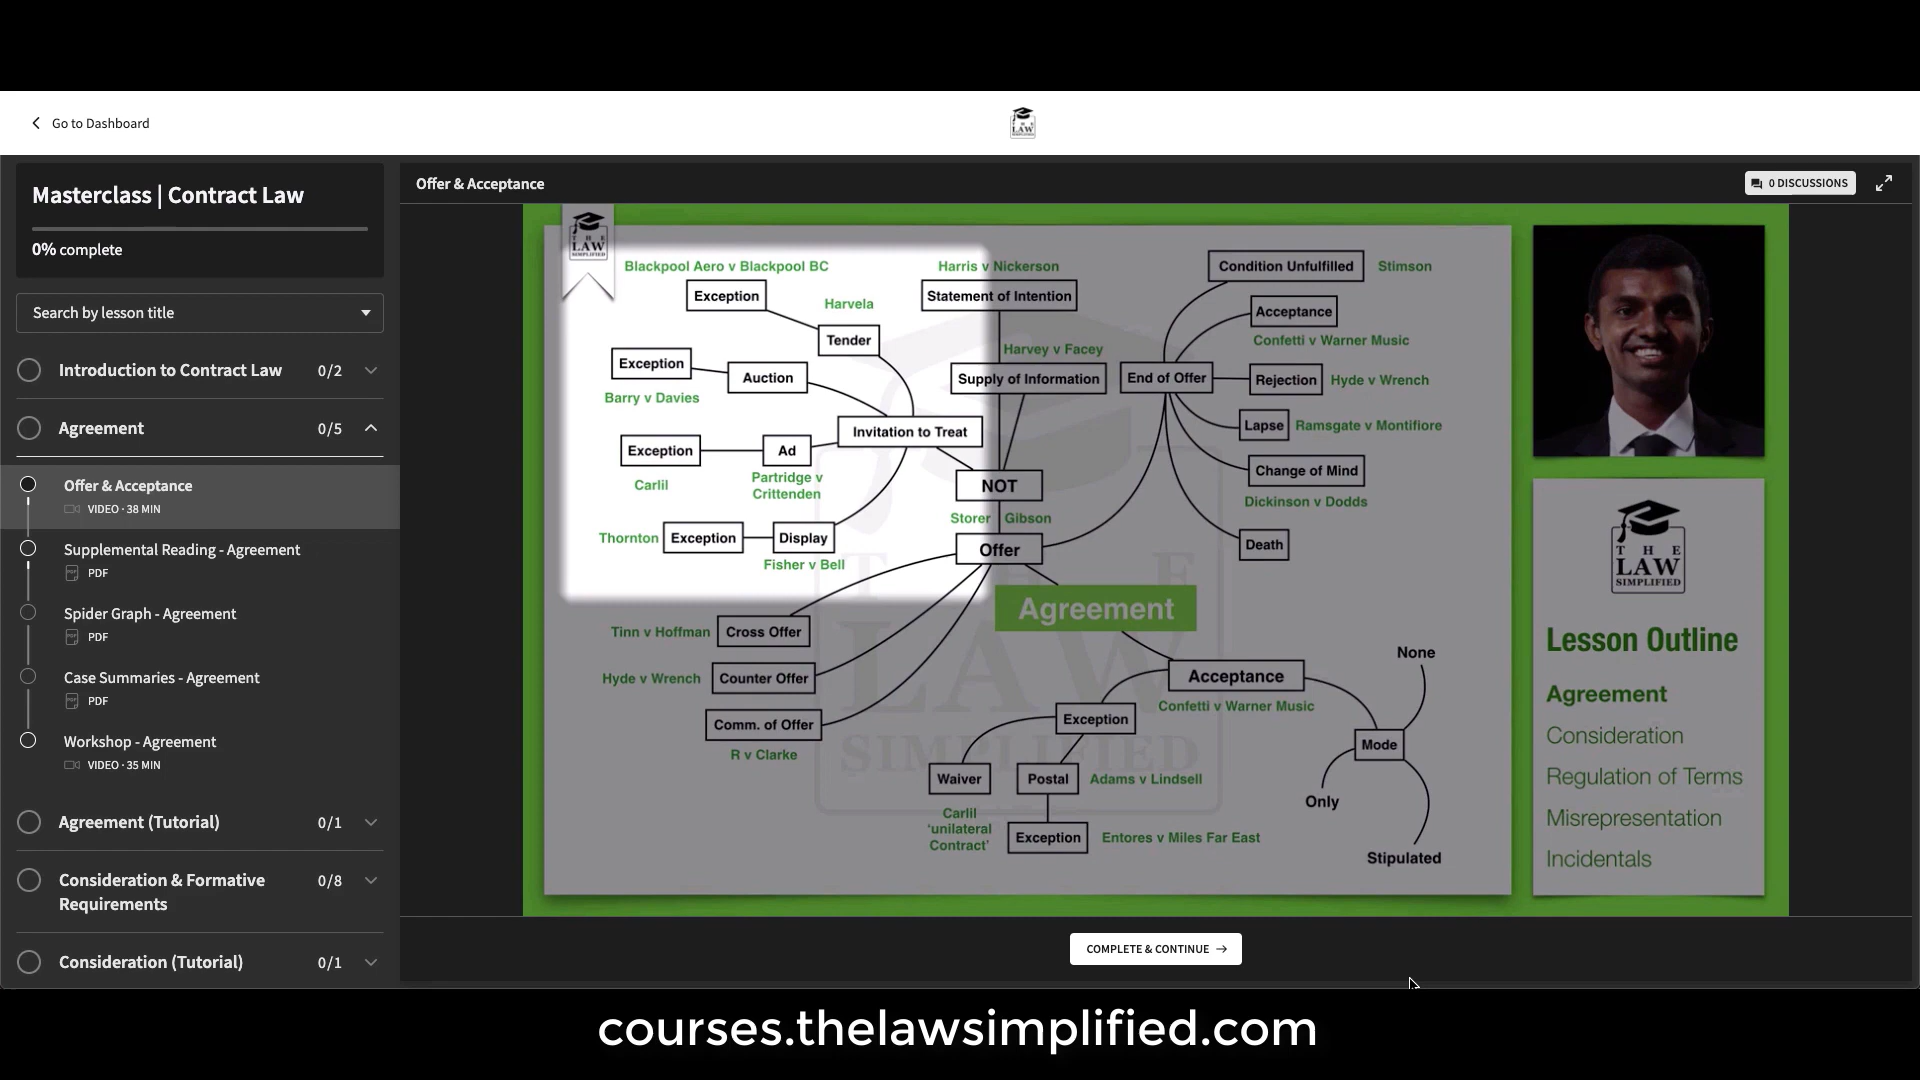 Go to Dashboard
THE
LAW
SIMPLIFIED
Masterclass | Contract Law
0% complete
Search by lesson title
Introduction to Contract Law 0/2
Agreement 0/5
Offer & Acceptance
VIDEO · 38 MIN
Supplemental Reading - Agreement
PDF
Spider Graph - Agreement
PDF
Case Summaries - Agreement
PDF
Workshop - Agreement
VIDEO · 35 MIN
Agreement (Tutorial) 0/1
Consideration & Formative
Requirements 0/8
Consideration (Tutorial) 0/1
Offer & Acceptance
0 DISCUSSIONS
THE
LAW
SIMPLIFIED
Blackpool Aero v Blackpool BC
Exception
Harvela
Tender
Exception
Auction
Barry v Davies
Invitation to Treat
Exception
Ad
Carlil
Partridge v
Crittenden
Thornton
Exception
Display
Fisher v Bell
Harris v Nickerson
Statement of Intention
Harvey v Facey
Supply of Information
NOT
Storer
Gibson
Offer
Condition Unfulfilled
Stimson
Acceptance
Confetti v Warner Music
End of Offer
Rejection
Hyde v Wrench
Lapse
Ramsgate v Montifiore
Change of Mind
Dickinson v Dodds
Death
Agreement
Tinn v Hoffman
Cross Offer
Hyde v Wrench
Counter Offer
Comm. of Offer
R v Clarke
Acceptance
Confetti v Warner Music
Exception
Waiver
Postal
Adams v Lindsell
Carlil
‘unilateral
Contract’
Exception
Entores v Miles Far East
None
Mode
Only
Stipulated
THE
LAW
SIMPLIFIED
THE
LAW
SIMPLIFIED
Lesson Outline
Agreement
Consideration
Regulation of Terms
Misrepresentation
Incidentals
COMPLETE & CONTINUE
courses.thelawsimplified.com